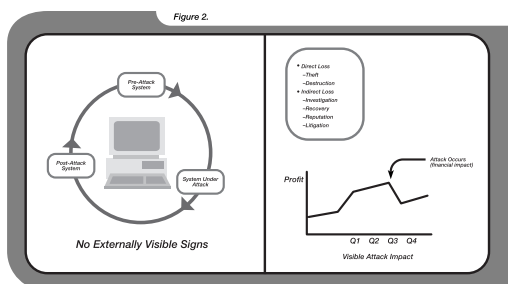 Figure 2.
Pre-Attack
System
Post-Attack
System
System Under
Attack
No Externally Visible Signs
• Direct Loss
–Theft
–Destruction
• Indirect Loss
–Investigation
–Recovery
–Reputation
–Litigation
Attack Occurs
(financial impact)
Profit
Q1 Q2 Q3 Q4
Visible Attack Impact